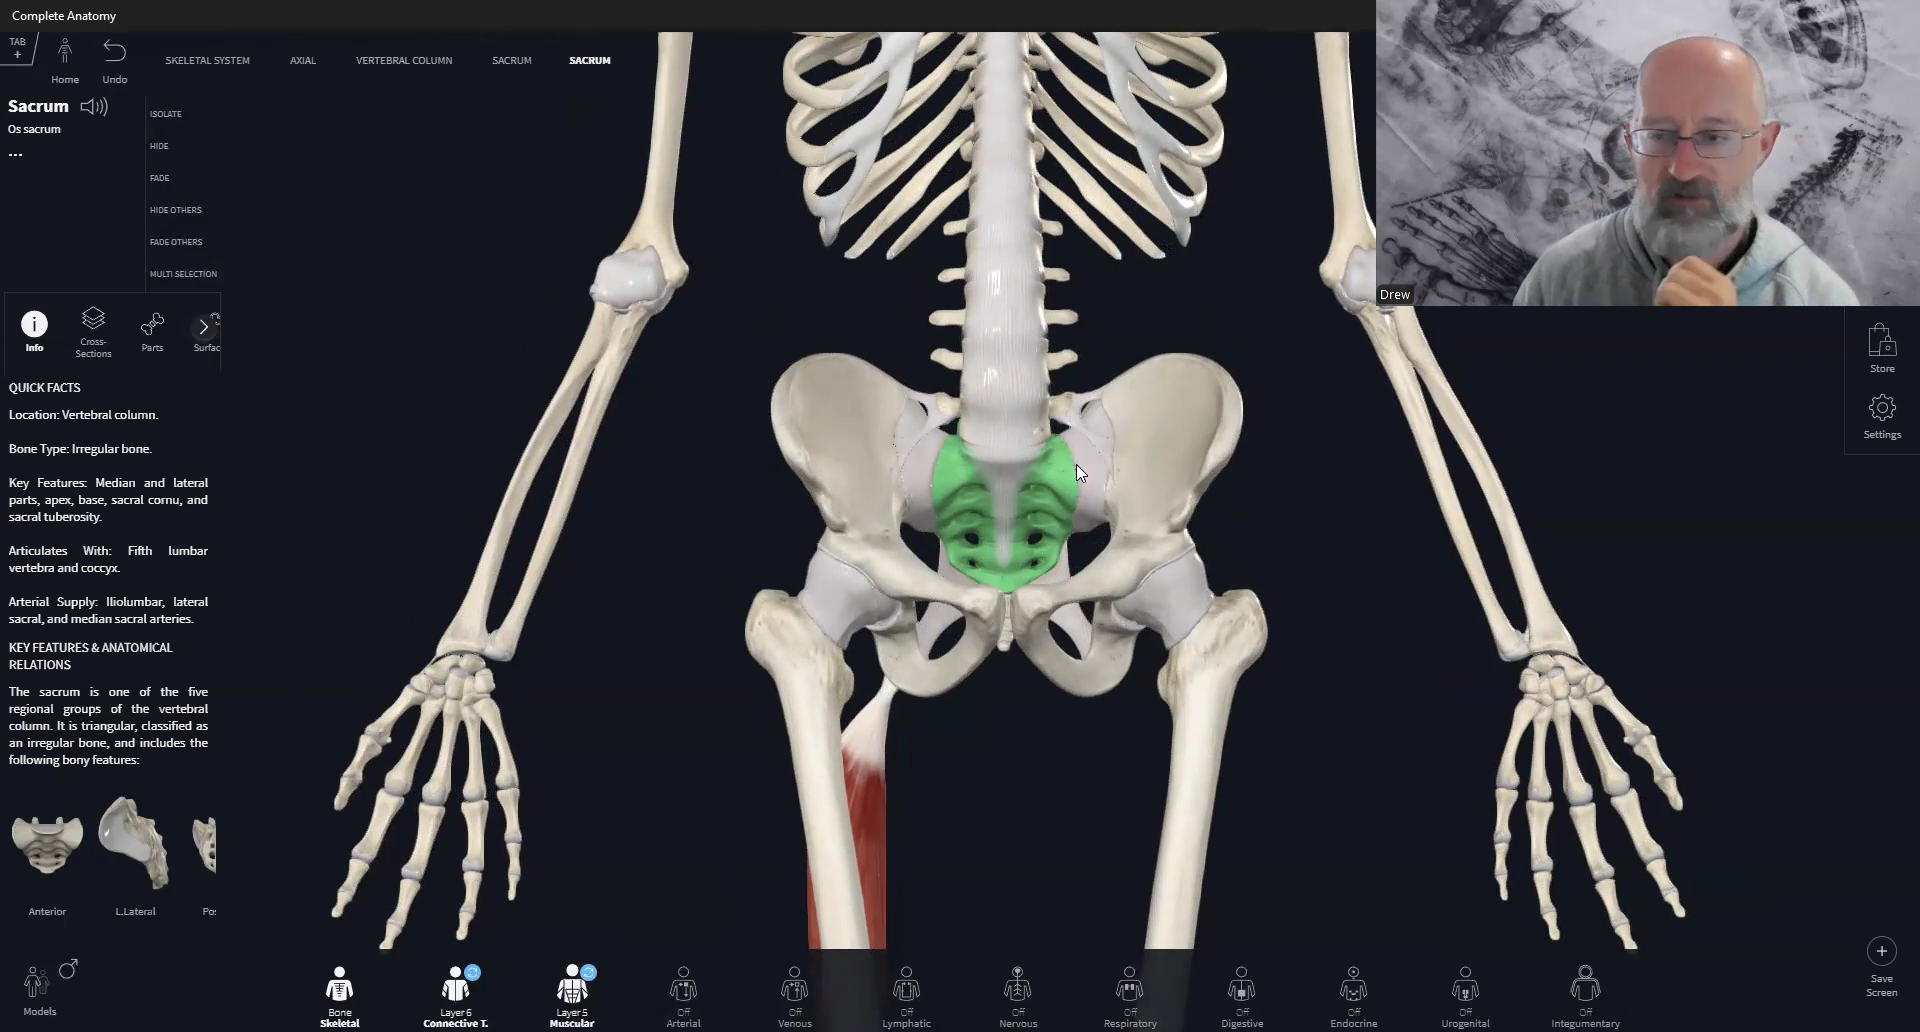 Complete Anatomy
TAB
+
Home
Undo
SKELETAL SYSTEM
AXIAL
VERTEBRAL COLUMN
SACRUM
SACRUM
Sacrum
Os sacrum
...
ISOLATE
HIDE
FADE
HIDE OTHERS
FADE OTHERS
MULTI SELECTION
Info
Cross-
Sections
Parts
Surfac
QUICK FACTS
Location: Vertebral column.
Bone Type: Irregular bone.
Key Features: Median and lateral
parts, apex, base, sacral cornu, and
sacral tuberosity.
Articulates With: Fifth lumbar
vertebra and coccyx.
Arterial Supply: Iliolumbar, lateral
sacral, and median sacral arteries.
KEY FEATURES & ANATOMICAL
RELATIONS
The sacrum is one of the five
regional groups of the vertebral
column. It is triangular, classified as
an irregular bone, and includes the
following bony features:
Anterior
L.Lateral
Pos
Models
Bone
Skeletal
Layer 6
Connective T.
Layer 5
Muscular
Off
Arterial
Off
Venous
Off
Lymphatic
Off
Nervous
Off
Respiratory
Off
Digestive
Off
Endocrine
Off
Urogenital
Off
Integumentary
Drew
Store
Settings
Save
Screen